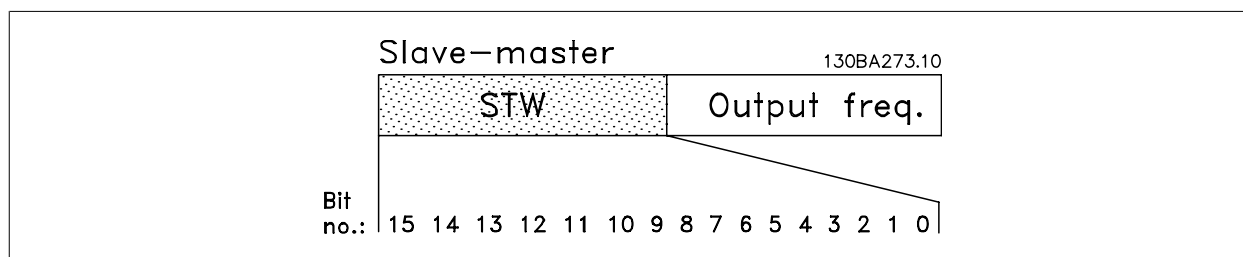 Slave-master
130BA273.10
STW
Output freq.
Bit
no.: 15 14 13 12 11 10 9 8 7 6 5 4 3 2 1 0